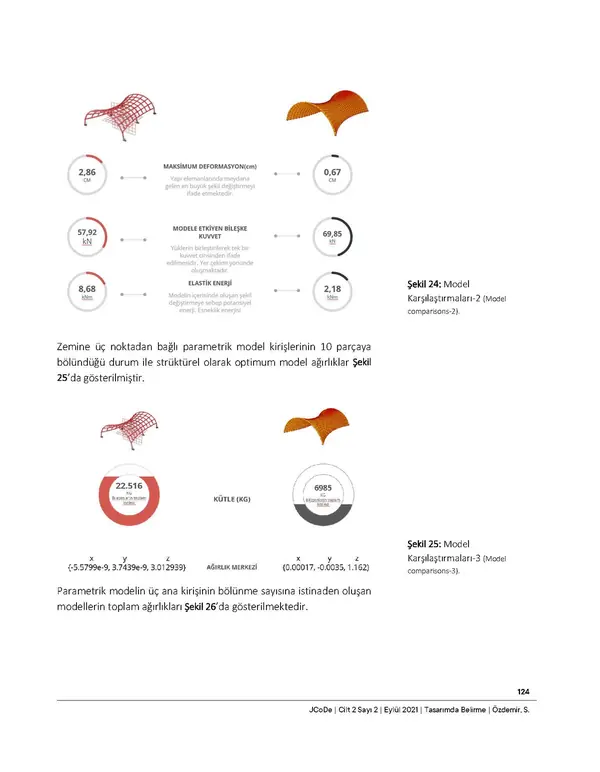 MAKSİMUM DEFORMASYON(cm)
2,86
CM
0,67
CM
Yapı elemanlarında meydana
gelen en büyük şekil değiştirmeyi
ifade etmektedir.
MODELE ETKİYEN BİLEŞKE
KUVVET
57,92
kN
69,85
kN
Yüklerin birleştirilerek tek bir
kuvvet cinsinden ifade
edilmesidir. Yer çekimi yönünde
oluşmaktadır.
ELASTİK ENERJİ
8,68
kNm
2,18
kNm
Modelin içerisinde oluşan şekil
değiştirmeye sebep potansiyel
enerji. Esneklik enerjisi
Şekil 24: Model
Karşılaştırmaları-2 (Model
comparisons-2).
Zemine üç noktadan bağlı parametrik model kirişlerinin 10 parçaya
bölündüğü durum ile strüktürel olarak optimum model ağırlıklar Şekil
25'da gösterilmiştir.
22.516
KG
6985
KG
KÜTLE (KG)
x y z
{-5.5799e-9, 3.7439e-9, 3.012939}
AĞIRLIK MERKEZİ
x y z
{0.00017, -0.0035, 1.162}
Şekil 25: Model
Karşılaştırmaları-3 (Model
comparisons-3).
Parametrik modelin üç ana kirişinin bölünme sayısına istinaden oluşan
modellerin toplam ağırlıkları Şekil 26'da gösterilmektedir.
124
JCoDe | Cilt 2 Sayı 2 | Eylül 2021 | Tasarımda Belirme | Özdemir, S.